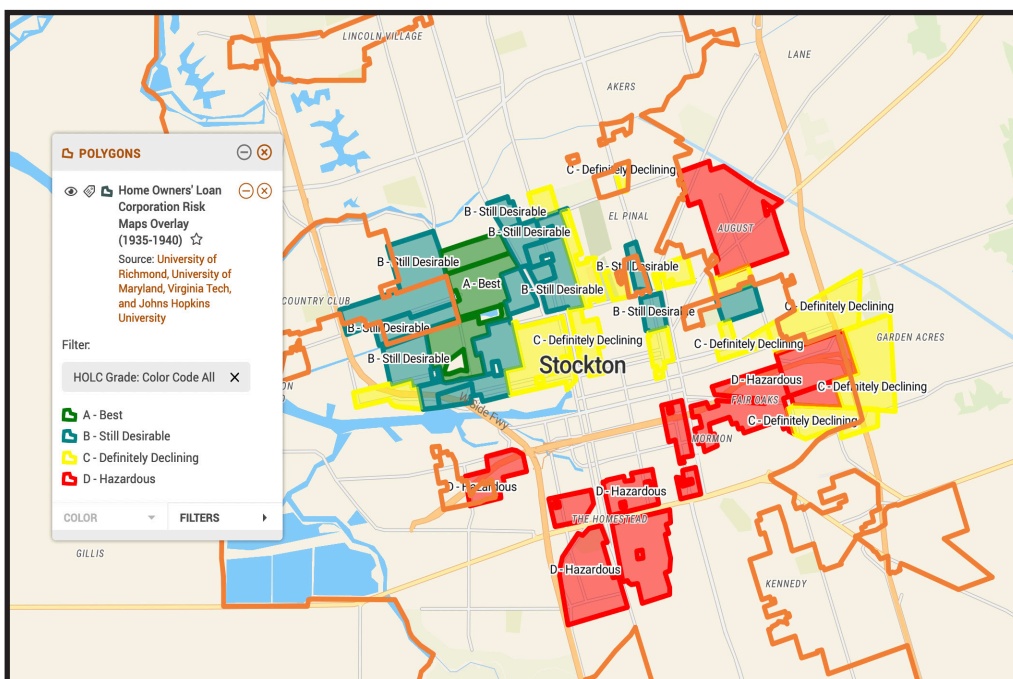 LINCOLN VILLAGE
LANE
AKERS
POLYGONS
Home Owners' Loan
Corporation Risk
Maps Overlay
(1935-1940)
Source: University of
Richmond, University of
Maryland, Virginia Tech,
and Johns Hopkins
University
Filter:
HOLC Grade: Color Code All
A - Best
B - Still Desirable
C - Definitely Declining
D - Hazardous
COLOR
FILTERS
C - Definitely Declining
B - Still Desirable
EL PINAL
B - Still Desirable
AUGUST
B - Still Desirable
B - Still Desirable
A - Best
B - Still Desirable
COUNTRY CLUB
B - Still Desirable
C - Definitely Declining
B - Still Desirable
C - Definitely Declining
C - Definitely Declining
GARDEN ACRES
B - Still Desirable
Stockton
D - Hazardous
C - Definitely Declining
FAIR OAKS
C - Definitely Declining
MORMON
D - Hazardous
D - Hazardous
THE HOMESTEAD
GILLIS
D - Hazardous
KENNEDY